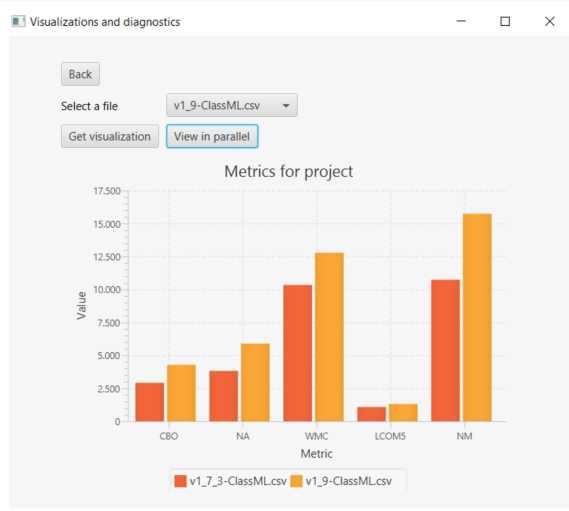 Visualizations and diagnostics
Back
Select a file
v1_9-ClassML.csv
Get visualization
View in parallel
Metrics for project
17.500
15.000
12.500
10.000
7.500
5.000
2.500
0
Value
CBO
NA
WMC
LCOM5
NM
Metric
v1_7_3-ClassML.csv
v1_9-ClassML.csv